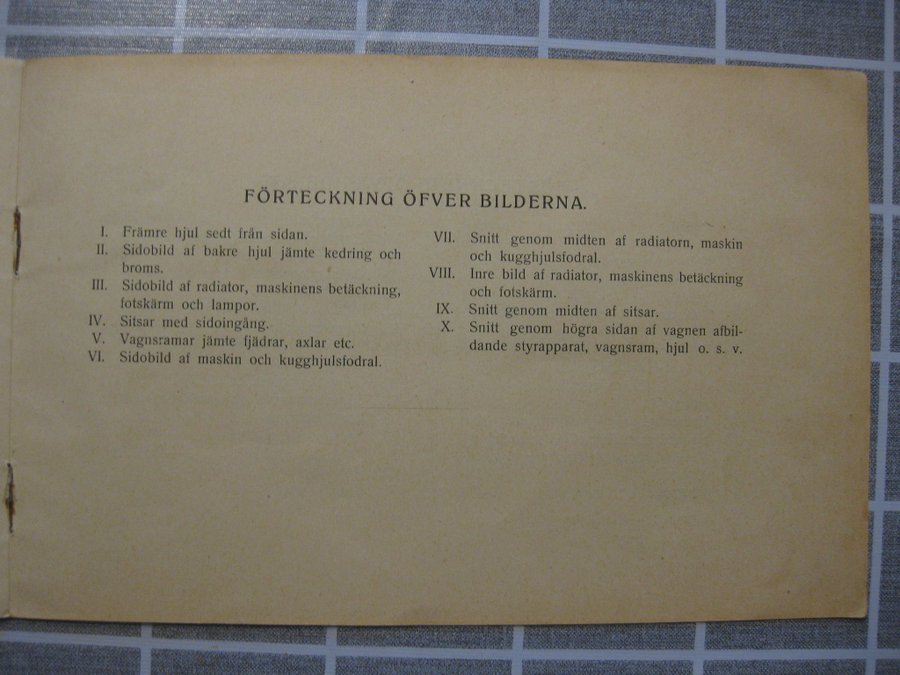 FÖRTECKNING ÖFVER BILDERNA.
I. Främre hjul sedt från sidan.
II. Sidobild af bakre hjul jämte kedring och
broms.
III. Sidobild af radiator, maskinens betäckning,
fotskärm och lampor.
IV. Sitsar med sidoingång.
V. Vagnsramar jämte fjädrar, axlar etc.
VI. Sidobild af maskin och kugghjulsfodral.
VII. Snitt genom midten af radiatorn, maskin
och kugghjulsfodral.
VIII. Inre bild af radiator, maskinens betäckning
och fotskärm.
IX. Snitt genom midten af sitsar.
X. Snitt genom högra sidan af vagnen afbil-
dande styrapparat, vagnsram, hjul o. s. v.